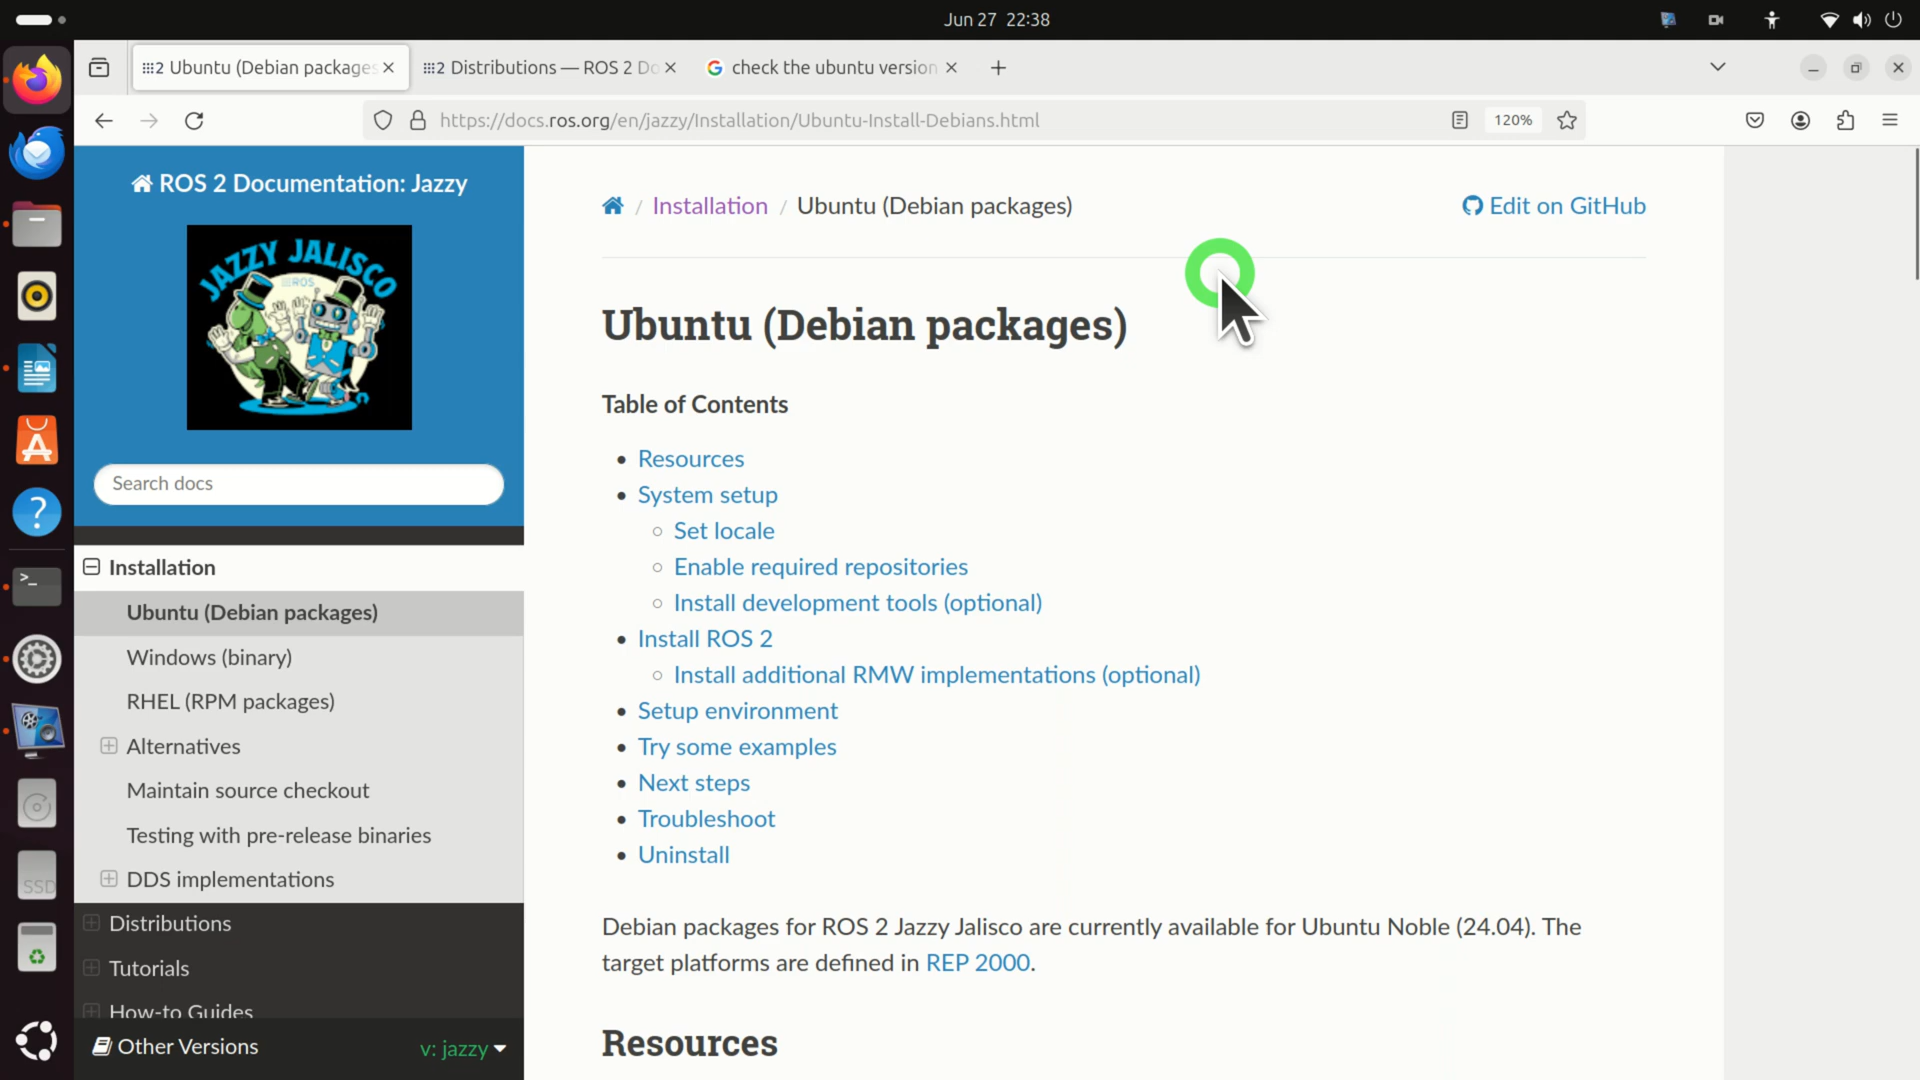 Jun 27 22:38
Ubuntu (Debian packages
Distributions — ROS 2 Do
check the ubuntu version
https://docs.ros.org/en/jazzy/Installation/Ubuntu-Install-Debians.html
120%
ROS 2 Documentation: Jazzy
JAZZY JALISCO
ROS
Search docs
Installation
Ubuntu (Debian packages)
Windows (binary)
RHEL (RPM packages)
Alternatives
Maintain source checkout
Testing with pre-release binaries
DDS implementations
Distributions
Tutorials
How-to Guides
Other Versions
v: jazzy
SSD
/ Installation / Ubuntu (Debian packages)
Edit on GitHub
Ubuntu (Debian packages)
Table of Contents
Resources
System setup
Set locale
Enable required repositories
Install development tools (optional)
Install ROS 2
Install additional RMW implementations (optional)
Setup environment
Try some examples
Next steps
Troubleshoot
Uninstall
Debian packages for ROS 2 Jazzy Jalisco are currently available for Ubuntu Noble (24.04). The
target platforms are defined in REP 2000.
Resources